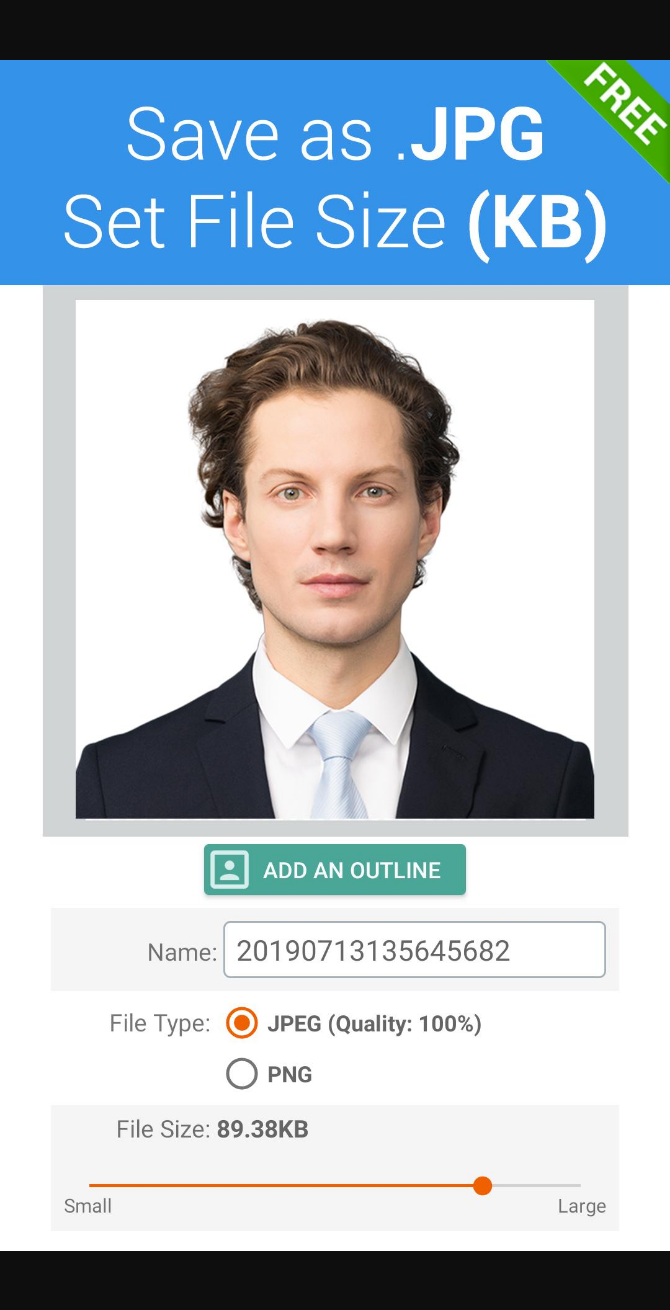 FREE
Save as .JPG
Set File Size (KB)
ADD AN OUTLINE
Name: 20190713135645682
File Type: JPEG (Quality: 100%)
PNG
File Size: 89.38KB
Small Large